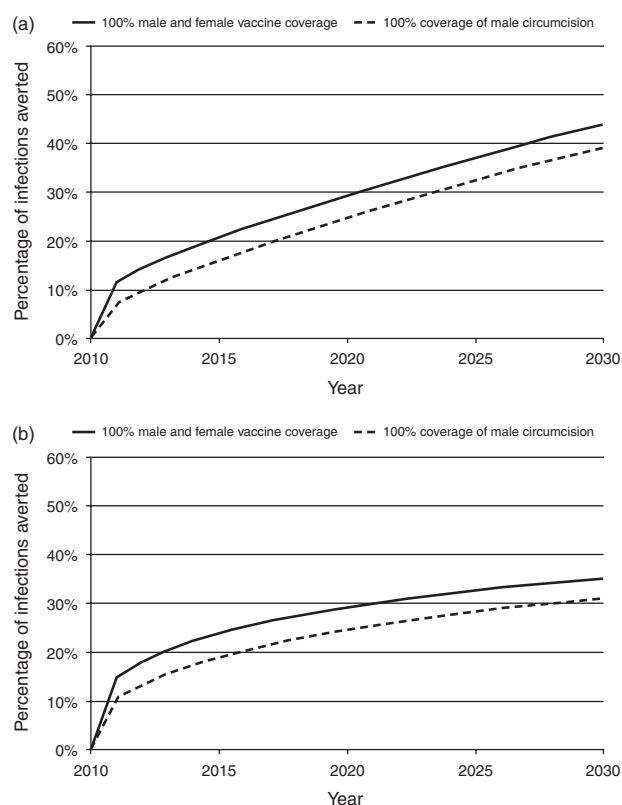 (a)
100% male and female vaccine coverage 100% coverage of male circumcision
60%
50%
40%
30%
20%
10%
0%
Percentage of infections averted
2010 2015 2020 2025 2030
Year
(b)
100% male and female vaccine coverage 100% coverage of male circumcision
60%
50%
40%
30%
20%
10%
0%
Percentage of infections averted
2010 2015 2020 2025 2030
Year